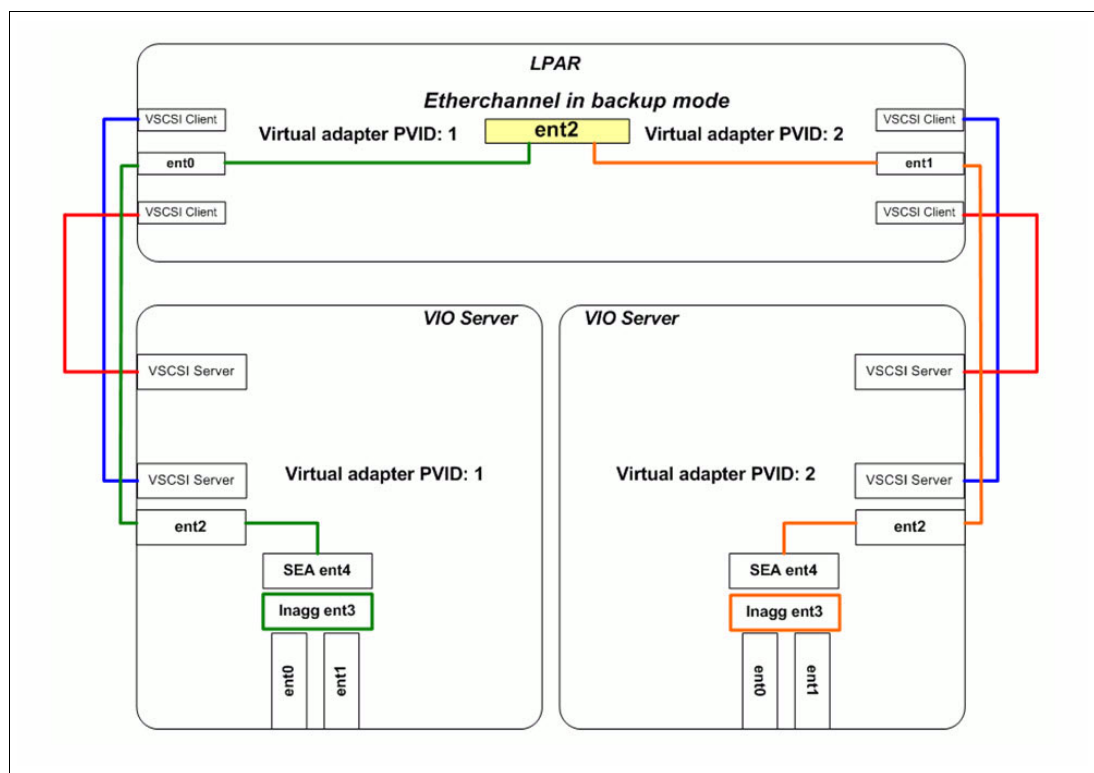 LPAR
Etherchannel in backup mode
VSCSI Client
Virtual adapter PVID: 1
ent2
Virtual adapter PVID: 2
VSCSI Client
ent0
ent1
VSCSI Client
VSCSI Client
VIO Server
VIO Server
VSCSI Server
VSCSI Server
Virtual adapter PVID: 1
Virtual adapter PVID: 2
VSCSI Server
VSCSI Server
ent2
ent2
SEA ent4
SEA ent4
lnagg ent3
lnagg ent3
ent0
ent1
ent0
ent1